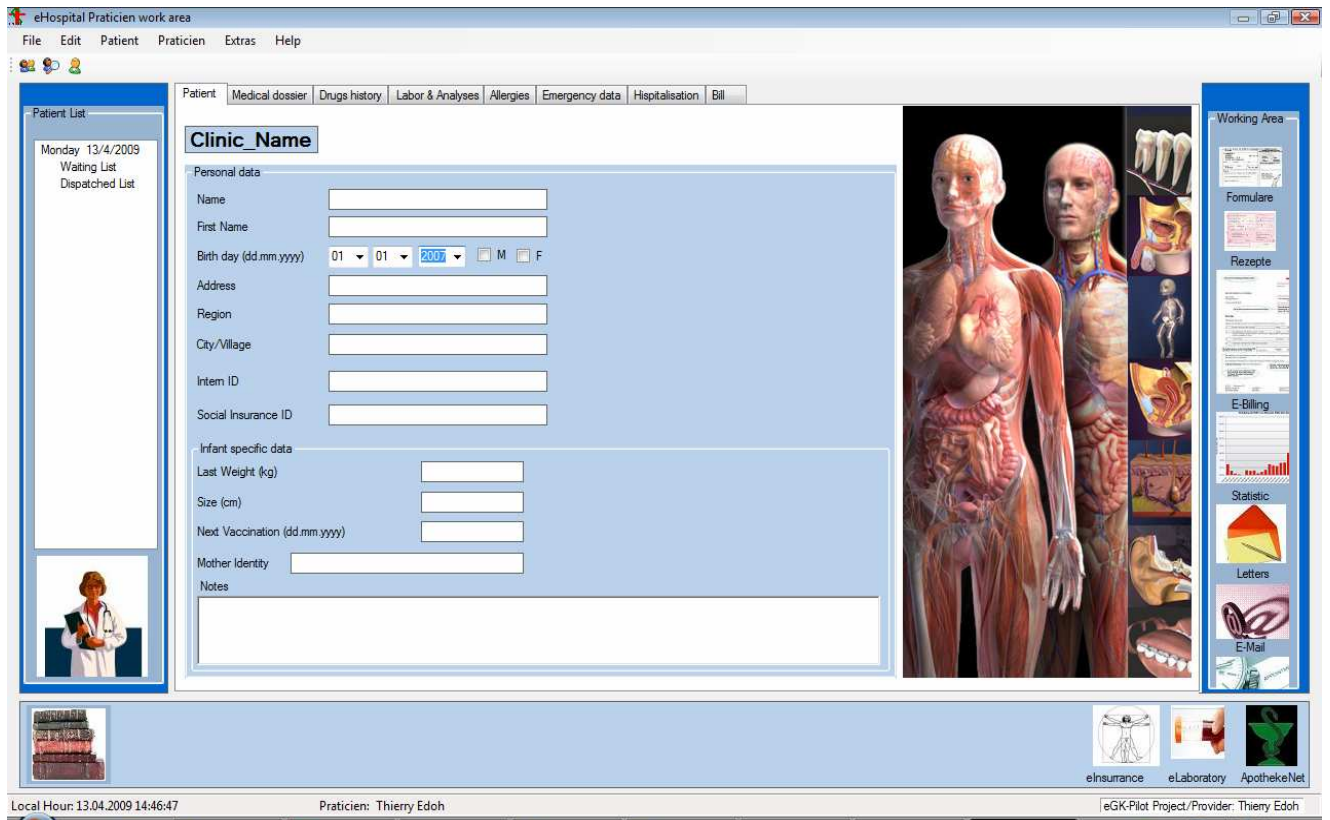 eHospital Praticien work area
File Edit Patient Praticien Extras Help
Patient Medical dossier Drugs history Labor & Analyses Allergies Emergency data Hispitalisation Bill
Patient List
Monday 13/4/2009
Waiting List
Dispatched List
Clinic_Name
Personal data
Name
First Name
Birth day (dd.mm.yyyy) 01 01 2007 M F
Address
Region
City/Village
Intern ID
Social Insurance ID
Infant specific data
Last Weight (kg)
Size (cm)
Next Vaccination (dd.mm.yyyy)
Mother Identity
Notes
Working Area
Formulare
Rezepte
E-Billing
Statistic
Letters
E-Mail
eInsurrance eLaboratory ApothekeNet
Local Hour: 13.04.2009 14:46:47 Praticien: Thierry Edoh eGK-Pilot Project/Provider: Thierry Edoh